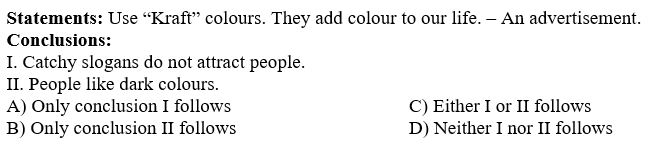 Statements: Use “Kraft” colours. They add colour to our life. – An advertisement.
Conclusions:
I. Catchy slogans do not attract people.
II. People like dark colours.
A) Only conclusion I follows C) Either I or II follows
B) Only conclusion II follows D) Neither I nor II follows